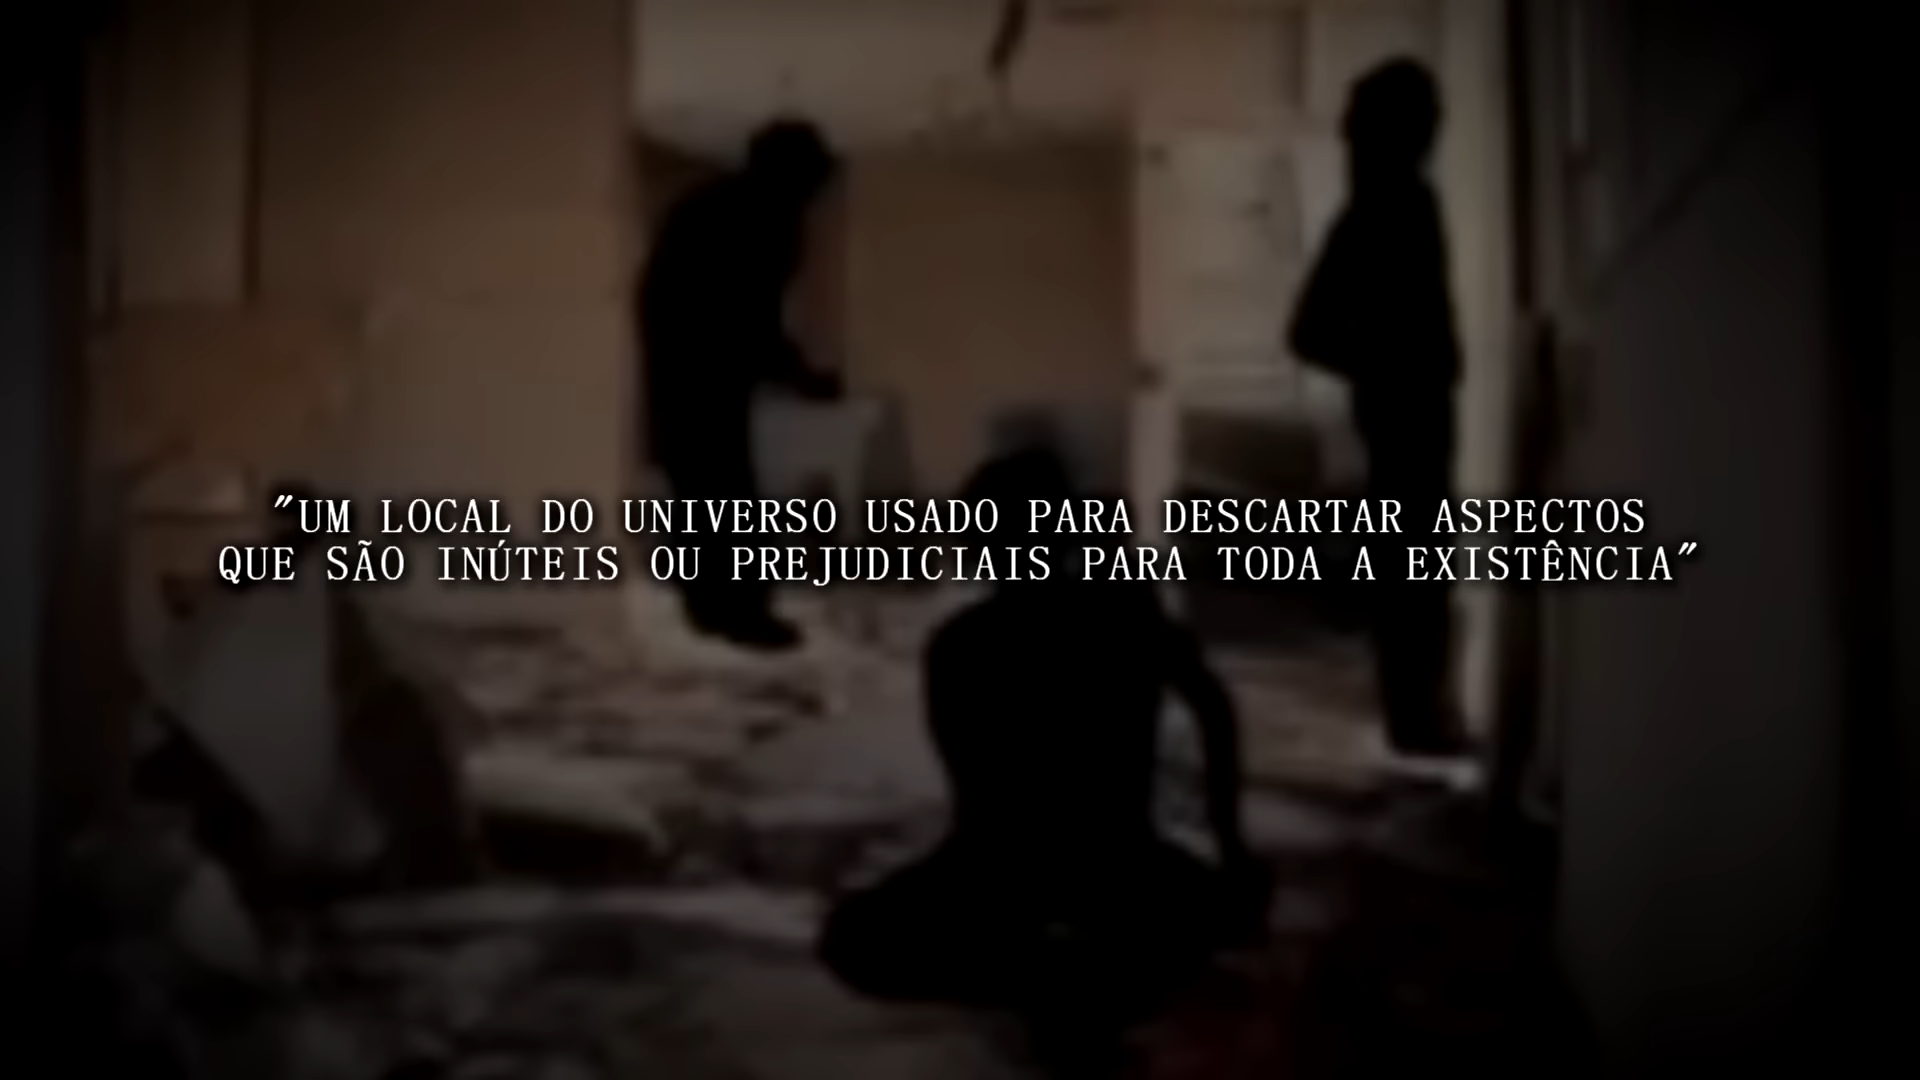 "UM LOCAL DO UNIVERSO USADO PARA DESCARTAR ASPECTOS
QUE SÃO INÚTEIS OU PREJUDICIAIS PARA TODA A EXISTÊNCIA"